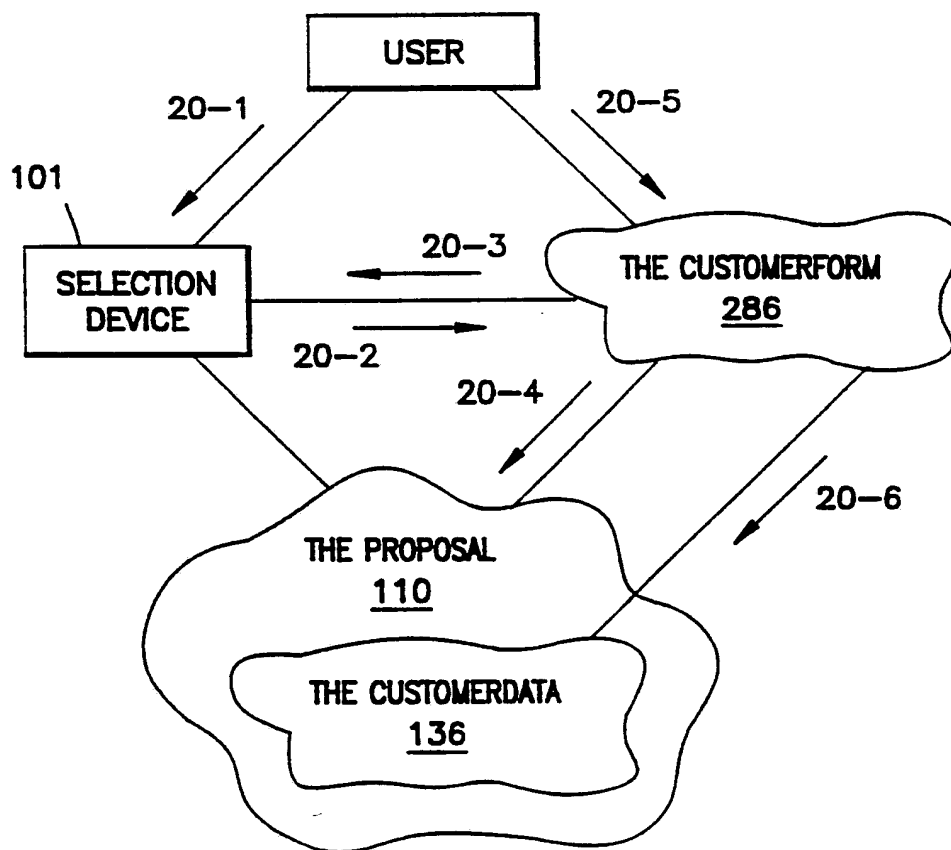 USER
20-1
20-5
101
SELECTION
DEVICE
20-3
THE CUSTOMERFORM
286
20-2
20-4
20-6
THE PROPOSAL
110
THE CUSTOMERDATA
136